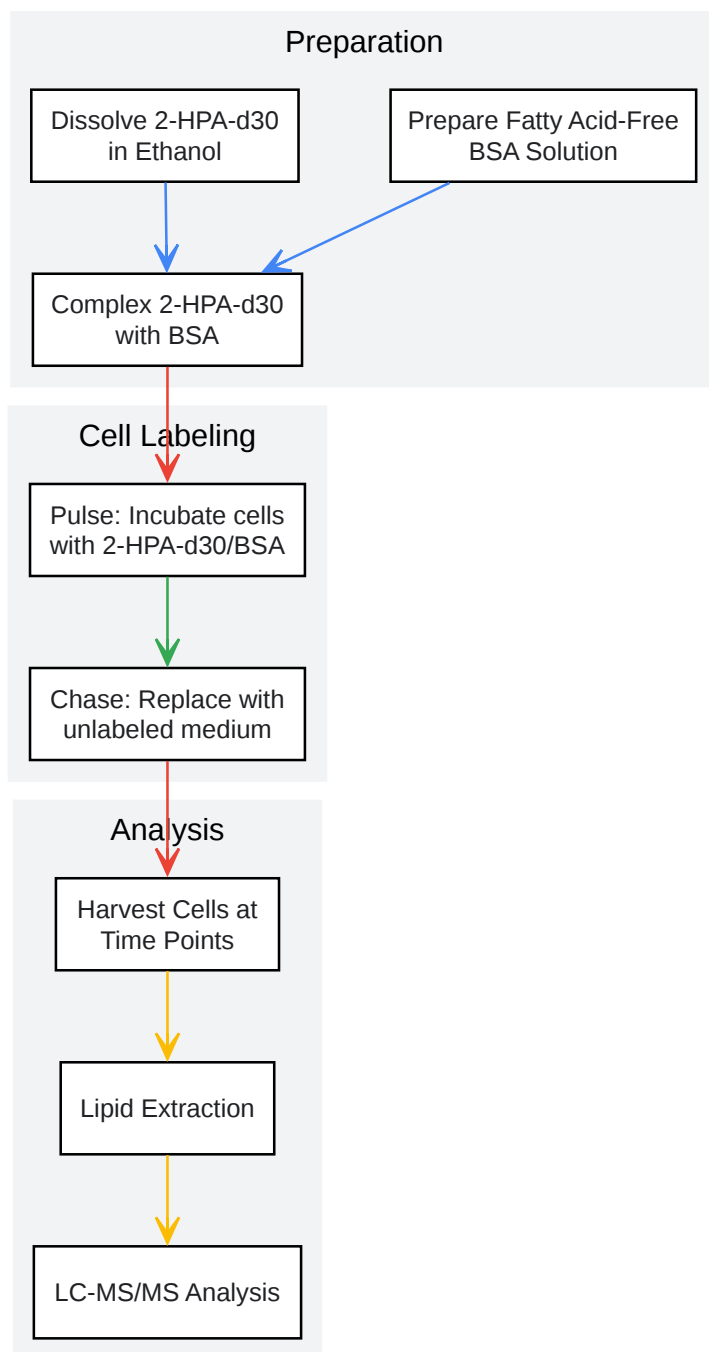 Preparation
Dissolve 2-HPA-d30
in Ethanol
Prepare Fatty Acid-Free
BSA Solution
Complex 2-HPA-d30
with BSA
Cell Labeling
Pulse: Incubate cells
with 2-HPA-d30/BSA
Chase: Replace with
unlabeled medium
Analysis
Harvest Cells at
Time Points
Lipid Extraction
LC-MS/MS Analysis